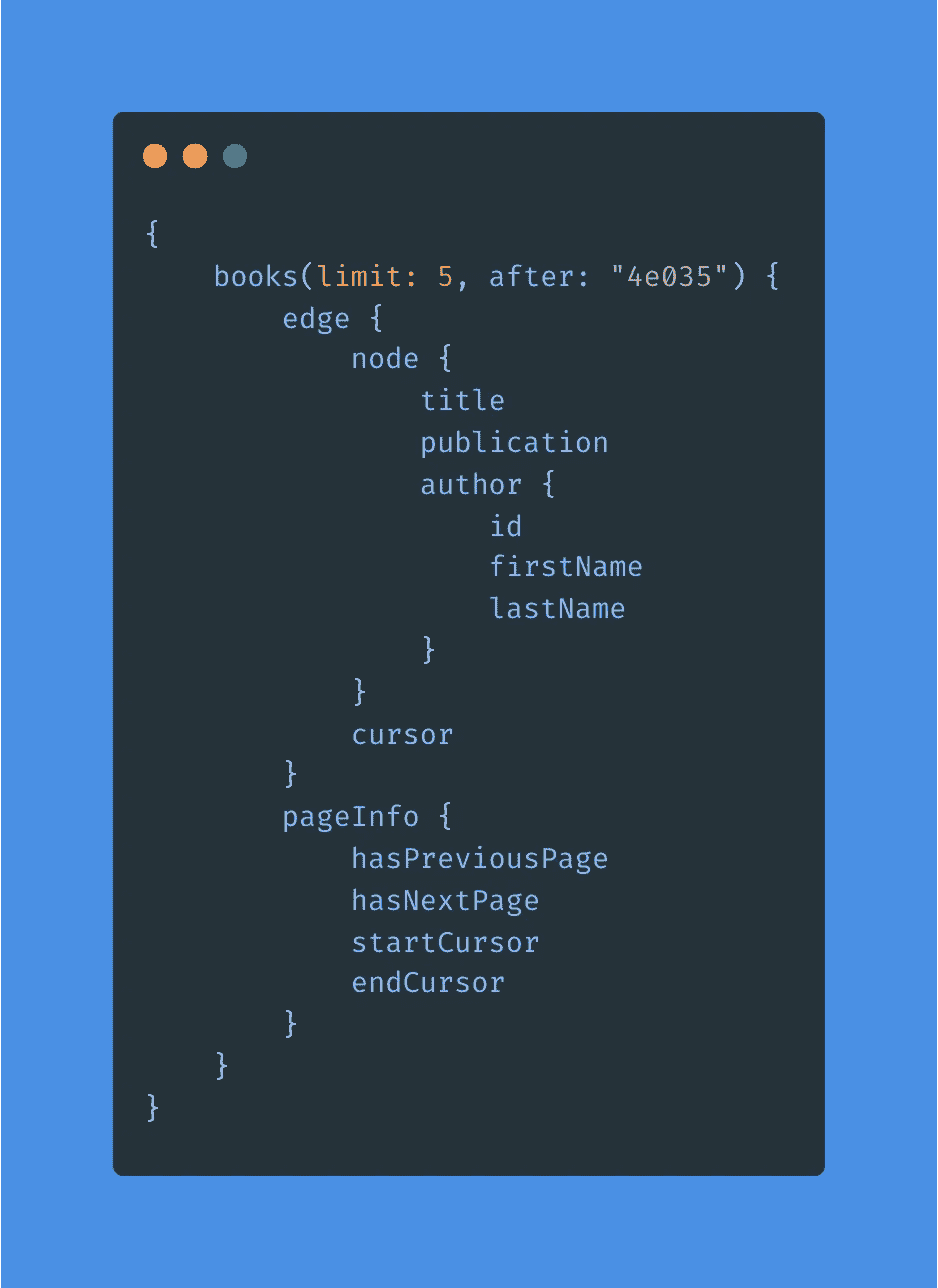 {
books(limit: 5, after: "4e035") {
edge {
node {
title
publication
author {
id
firstName
lastName
}
}
cursor
}
pageInfo {
hasPreviousPage
hasNextPage
startCursor
endCursor
}
}
}